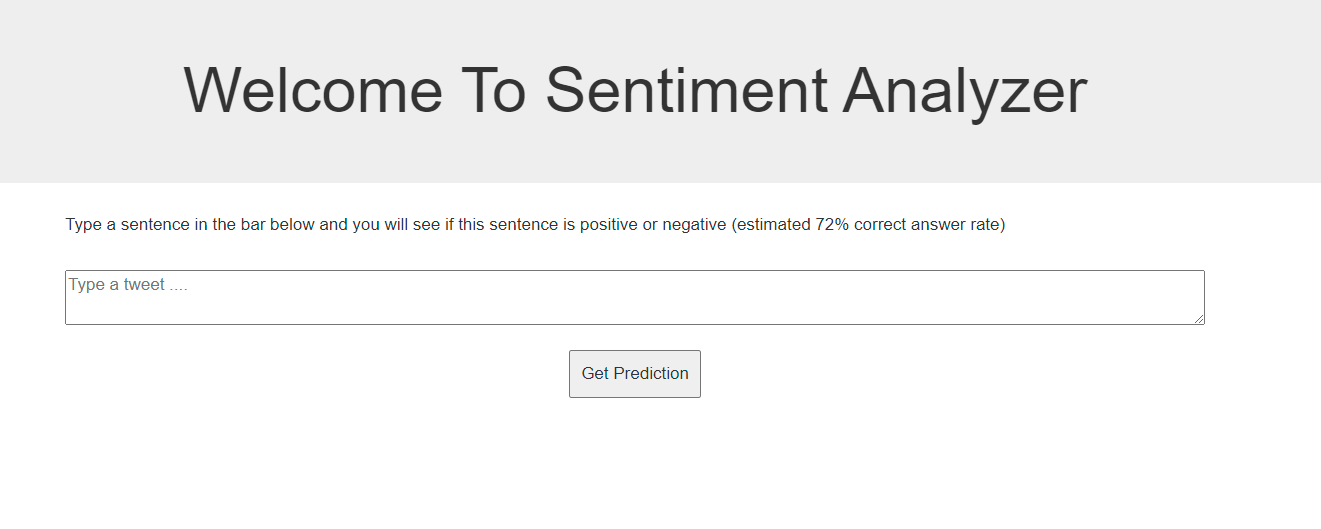 Welcome To Sentiment Analyzer
Type a sentence in the bar below and you will see if this sentence is positive or negative (estimated 72% correct answer rate)
Type a tweet ....
Get Prediction